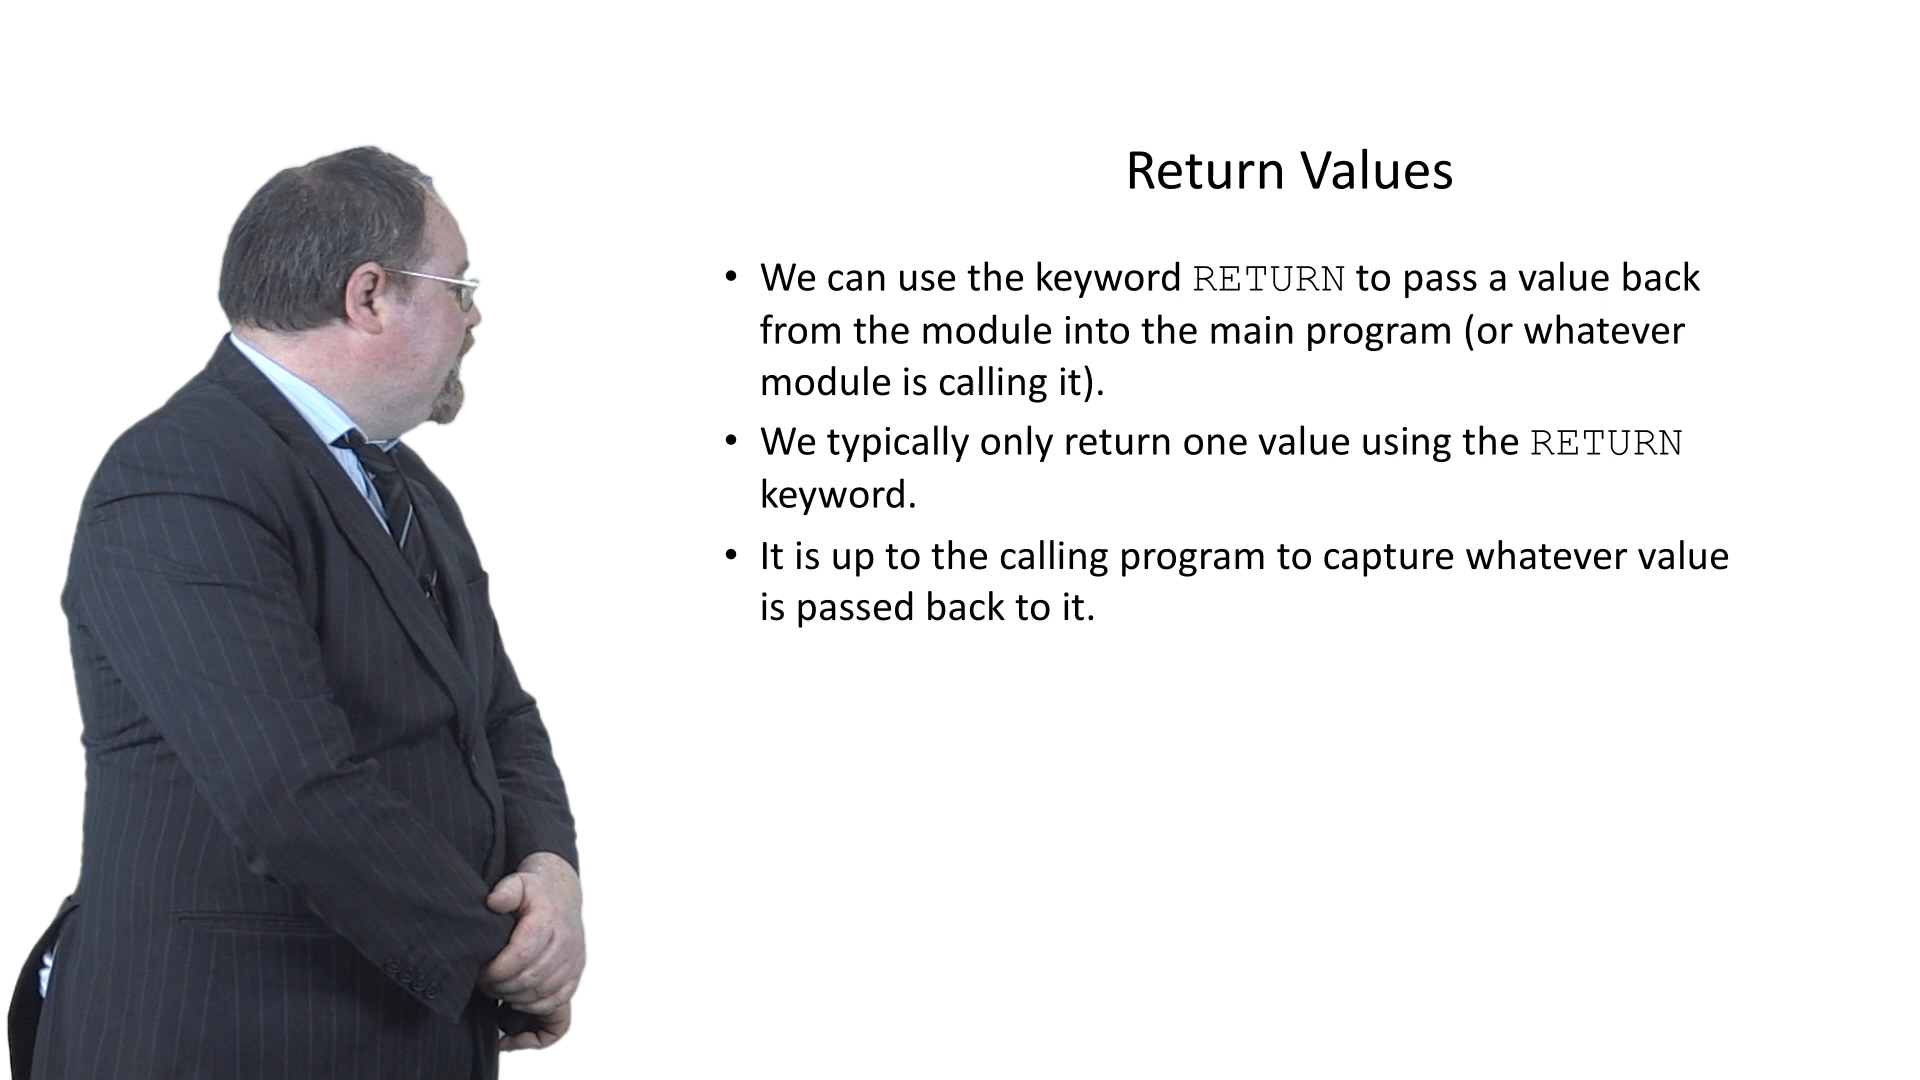 Return Values
• We can use the keyword RETURN to pass a value back
from the module into the main program (or whatever
module is calling it).
• We typically only return one value using the RETURN
keyword.
• It is up to the calling program to capture whatever value
is passed back to it.